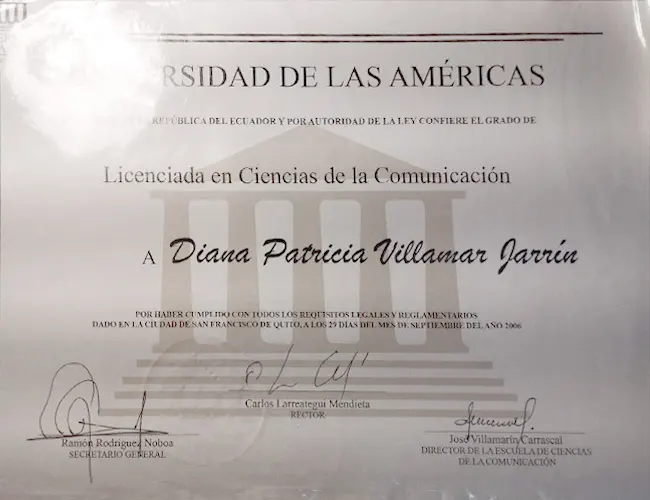 RSIDAD DE LAS AMÉRICAS
REPÚBLICA DEL ECUADOR Y POR AUTORIDAD DE LA LEY CONFIERE EL GRADO DE
Licenciada en Ciencias de la Comunicación
A Diana Patricia Villamar Jarrín
POR HABER CUMPLIDO CON TODOS LOS REQUISITOS LEGALES Y REGLAMENTARIOS
DADO EN LA CIUDAD DE SAN FRANCISCO DE QUITO, A LOS 29 DÍAS DEL MES DE SEPTIEMBRE DEL AÑO 2006
Carlos Larreategui Mendieta
RECTOR
Ramón Rodríguez Noboa
SECRETARIO GENERAL
José Villamarín Carrascal
DIRECTOR DE LA ESCUELA DE CIENCIAS
DE LA COMUNICACIÓN